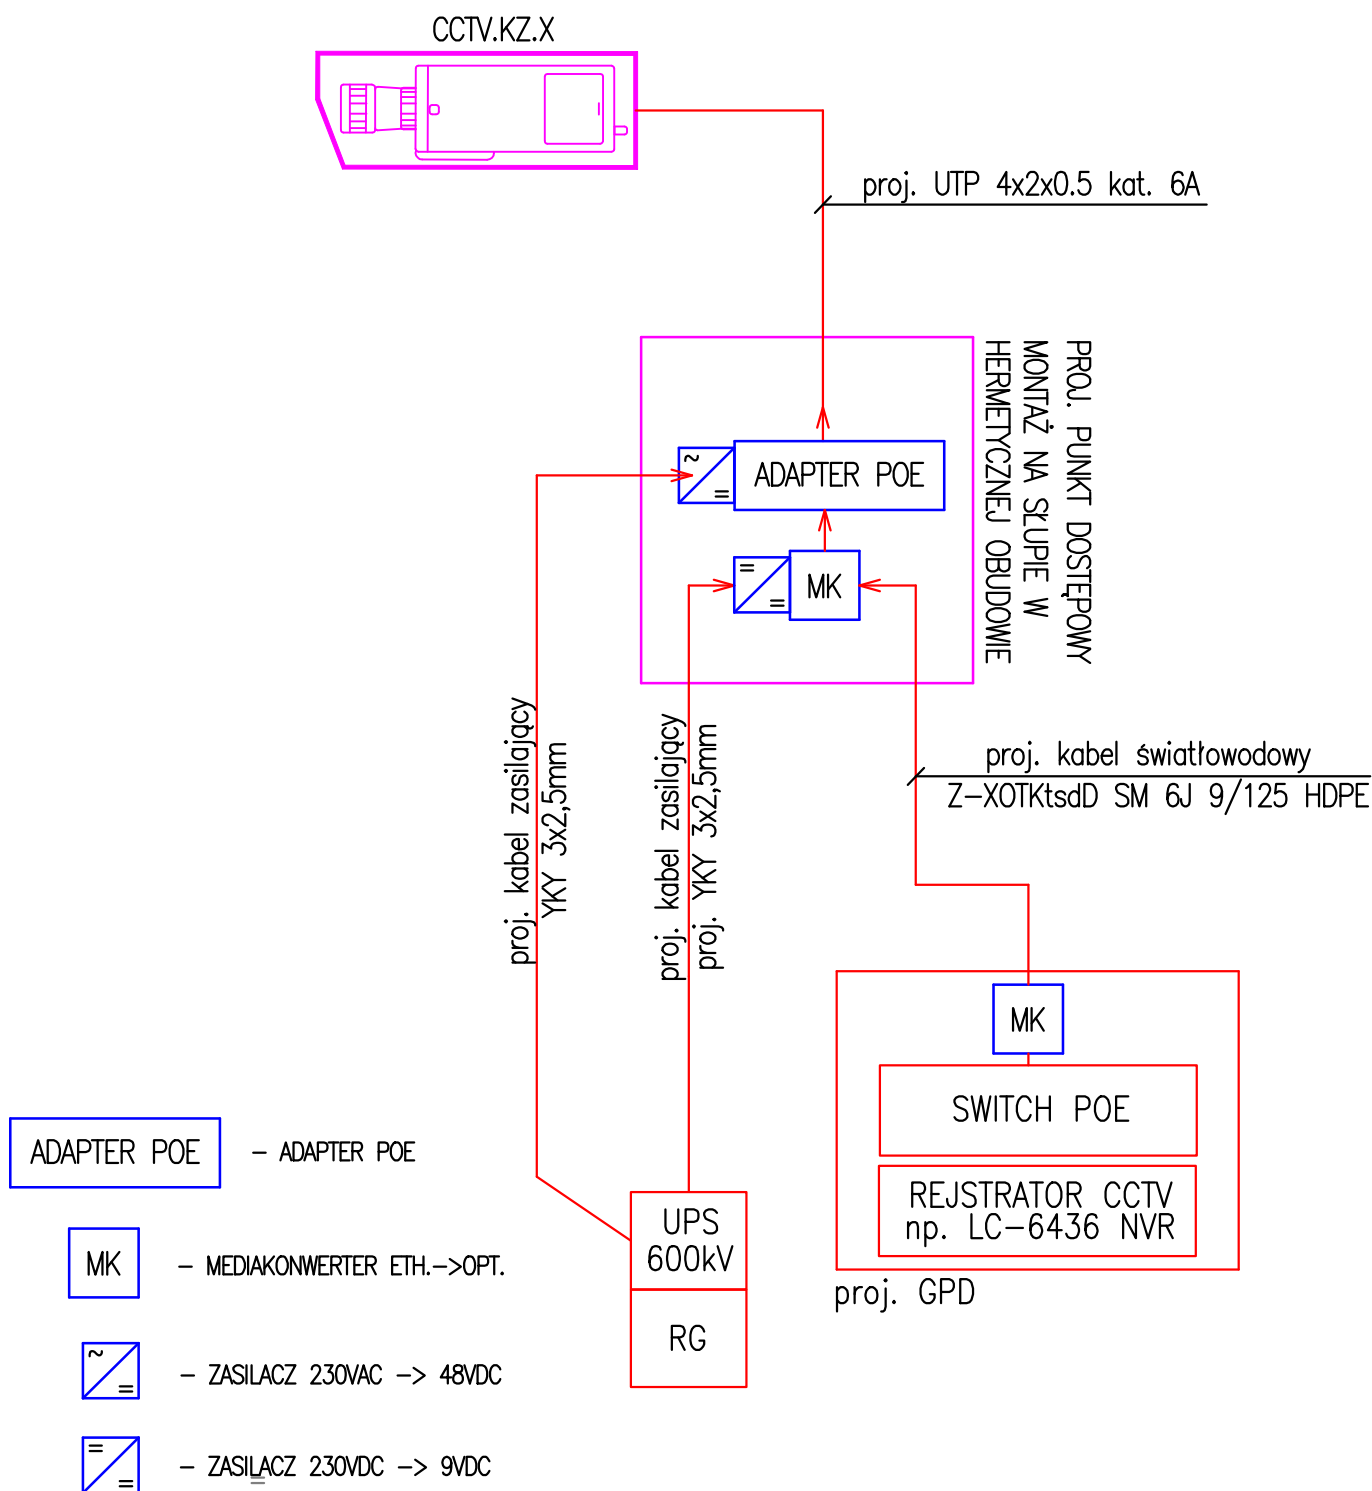 CCTV.KZ.X
proj. UTP 4x2x0.5 kat. 6A
PROJ. PUNKT DOSTĘPOWY
MONTAŻ NA SŁUPIE W
HERMETYCZNEJ OBUDOWIE
~
=
ADAPTER POE
=
=
MK
proj. kabel zasilający
YKY 3x2,5mm
proj. kabel zasilający
proj. YKY 3x2,5mm
proj. kabel światłowodowy
Z-XOTKtsdD SM 6J 9/125 HDPE
MK
SWITCH POE
REJSTRATOR CCTV
np. LC-6436 NVR
proj. GPD
UPS
600kV
RG
ADAPTER POE - ADAPTER POE
MK - MEDIAKONWERTER ETH.->OPT.
~
=
- ZASILACZ 230VAC -> 48VDC
=
=
- ZASILACZ 230VDC -> 9VDC
=